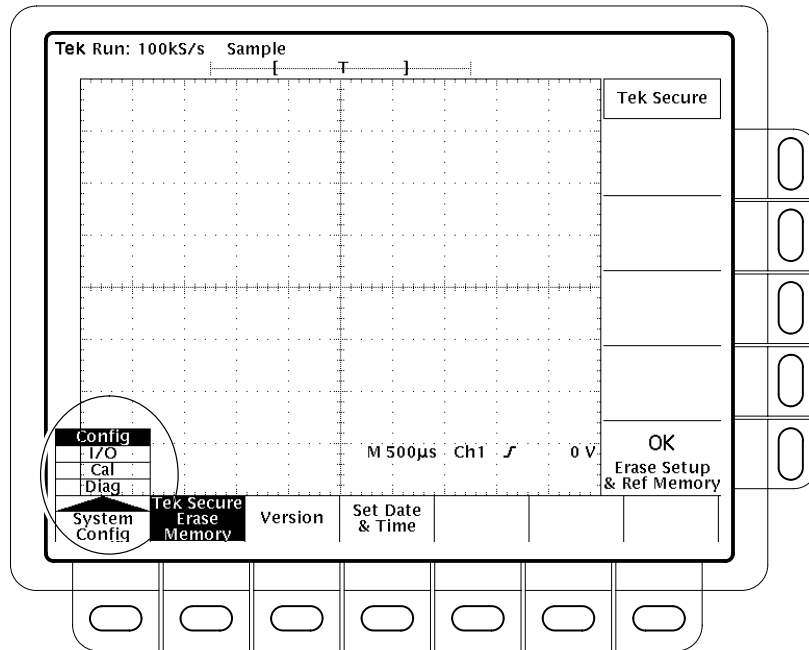 Tek Run: 100kS/s Sample
[ T ]
Tek Secure
M 500µs Ch1 0 V
OK
Erase Setup
& Ref Memory
Config
I/O
Cal
Diag
System
Config
Tek Secure
Erase
Memory
Version
Set Date
& Time